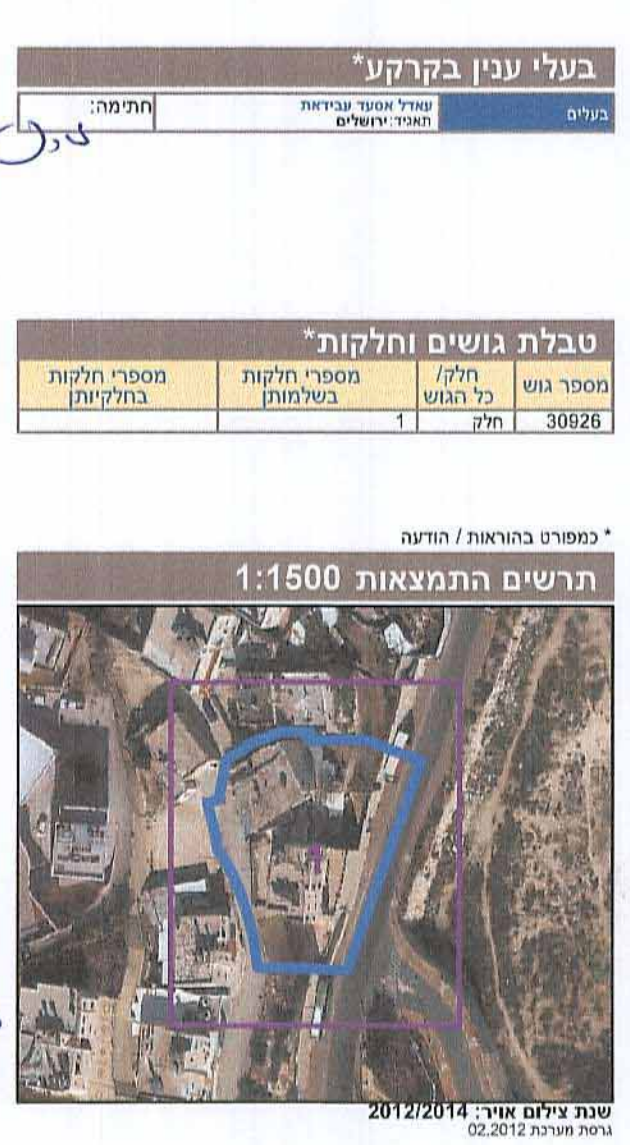 בעלי ענין בקרקע*
בעלים עאדל אסעד עבידאת חתימה:
תאגיד: ירושלים
טבלת גושים וחלקות*
מספר גוש חלק/ כל הגוש מספרי חלקות בשלמותן מספרי חלקות בחלקיותן
30926 חלק 1
* כמפורט בהוראות / הודעה
תרשים התמצאות 1:1500
שנת צילום אויר: 2012/2014
גרסת מערכת 02.2012